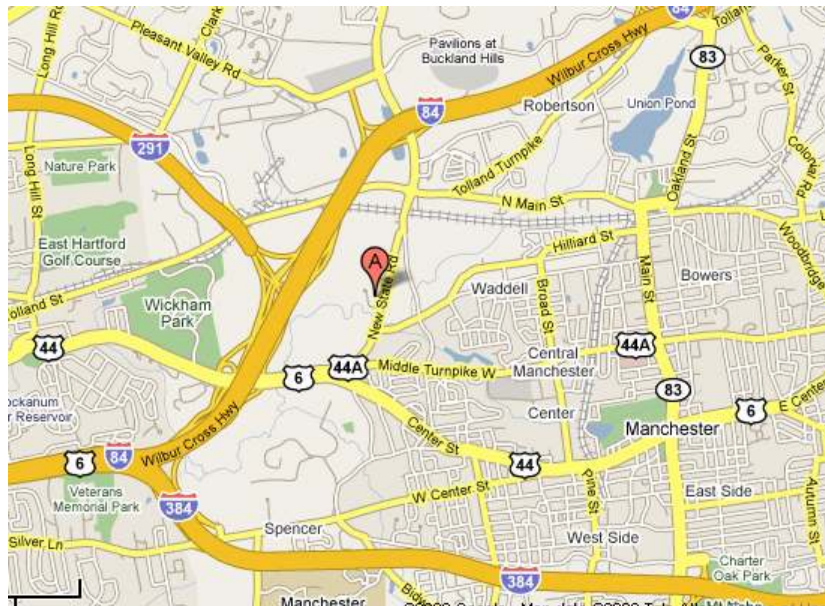 Long Hill Rd
Pleasant Valley Rd
Clark
Pavilions at
Buckland Hills
Wilbur Cross Hwy
84
Tolland
83
Parker St
84
Robertson
Union Pond
291
Long Hill St
Nature Park
Tolland Turnpike
Oakland St
Colonial Rd
N Main St
East Hartford
Golf Course
Hilliard St
Woodbridge
A
New State Rd
Waddell
Broad St
Main St
Bowers
Tolland St
Wickham
Park
44
44A
Middle Turnpike W
Central
Manchester
44A
6
83
Reservoir
Center
6
E Center
Wilbur Cross Hwy
Center St
Manchester
84
6
44
W Center St
Pine St
East Side
Autumn St
Veterans
Memorial Park
384
Spencer
West Side
Silver Ln
Charter
Oak Park
384
Manchester